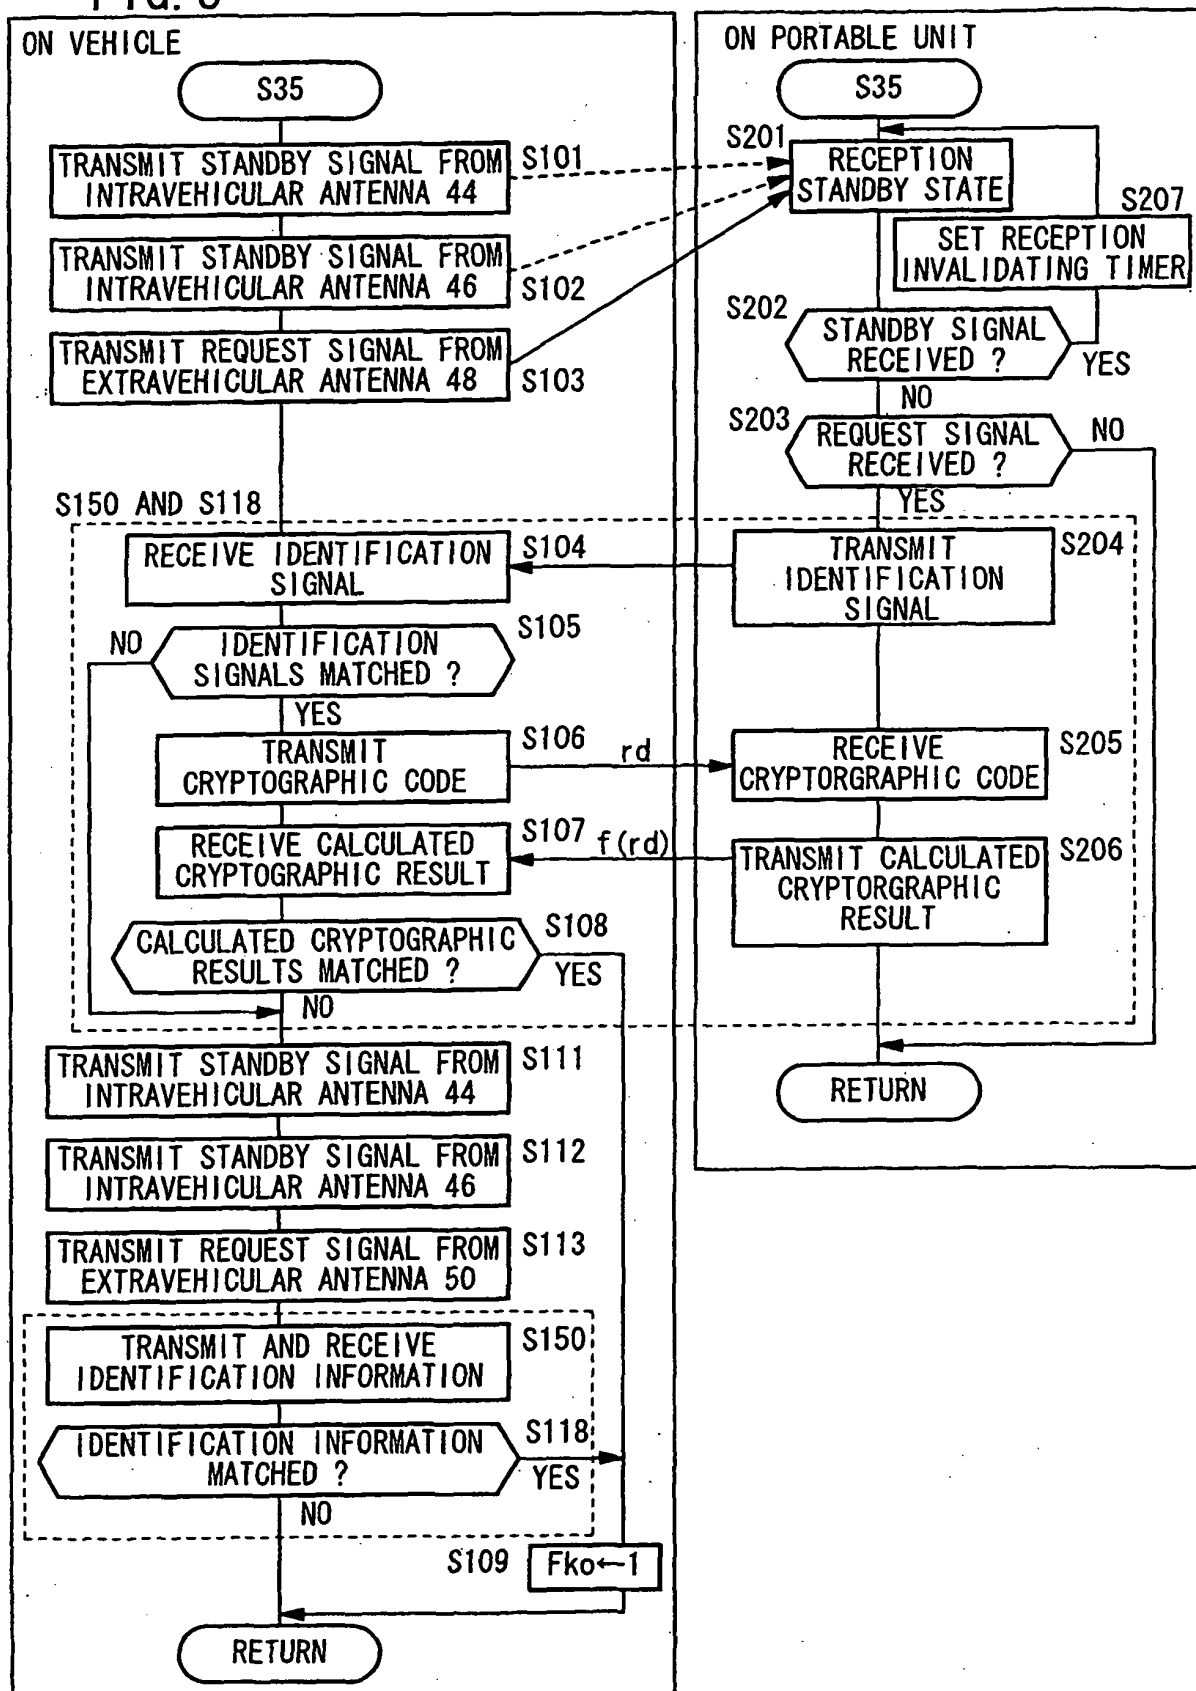 ON VEHICLE
S35
TRANSMIT STANDBY SIGNAL FROM
INTRAVEHICULAR ANTENNA 44
S101
TRANSMIT STANDBY SIGNAL FROM
INTRAVEHICULAR ANTENNA 46
S102
TRANSMIT REQUEST SIGNAL FROM
EXTRAVEHICULAR ANTENNA 48
S103
S150 AND S118
RECEIVE IDENTIFICATION
SIGNAL
S104
NO
IDENTIFICATION
SIGNALS MATCHED ?
S105
YES
TRANSMIT
CRYPTOGRAPHIC CODE
S106
rd
RECEIVE CALCULATED
CRYPTOGRAPHIC RESULT
S107
f(rd)
CALCULATED CRYPTOGRAPHIC
RESULTS MATCHED ?
S108
YES
NO
TRANSMIT STANDBY SIGNAL FROM
INTRAVEHICULAR ANTENNA 44
S111
TRANSMIT STANDBY SIGNAL FROM
INTRAVEHICULAR ANTENNA 46
S112
TRANSMIT REQUEST SIGNAL FROM
EXTRAVEHICULAR ANTENNA 50
S113
TRANSMIT AND RECEIVE
IDENTIFICATION INFORMATION
S150
IDENTIFICATION INFORMATION
MATCHED ?
S118
YES
NO
S109
Fko←1
RETURN
ON PORTABLE UNIT
S35
S201
RECEPTION
STANDBY STATE
S207
SET RECEPTION
INVALIDATING TIMER
S202
STANDBY SIGNAL
RECEIVED ?
YES
NO
S203
REQUEST SIGNAL
RECEIVED ?
NO
YES
TRANSMIT
IDENTIFICATION
SIGNAL
S204
RECEIVE
CRYPTORGRAPHIC CODE
S205
TRANSMIT CALCULATED
CRYPTORGRAPHIC
RESULT
S206
RETURN